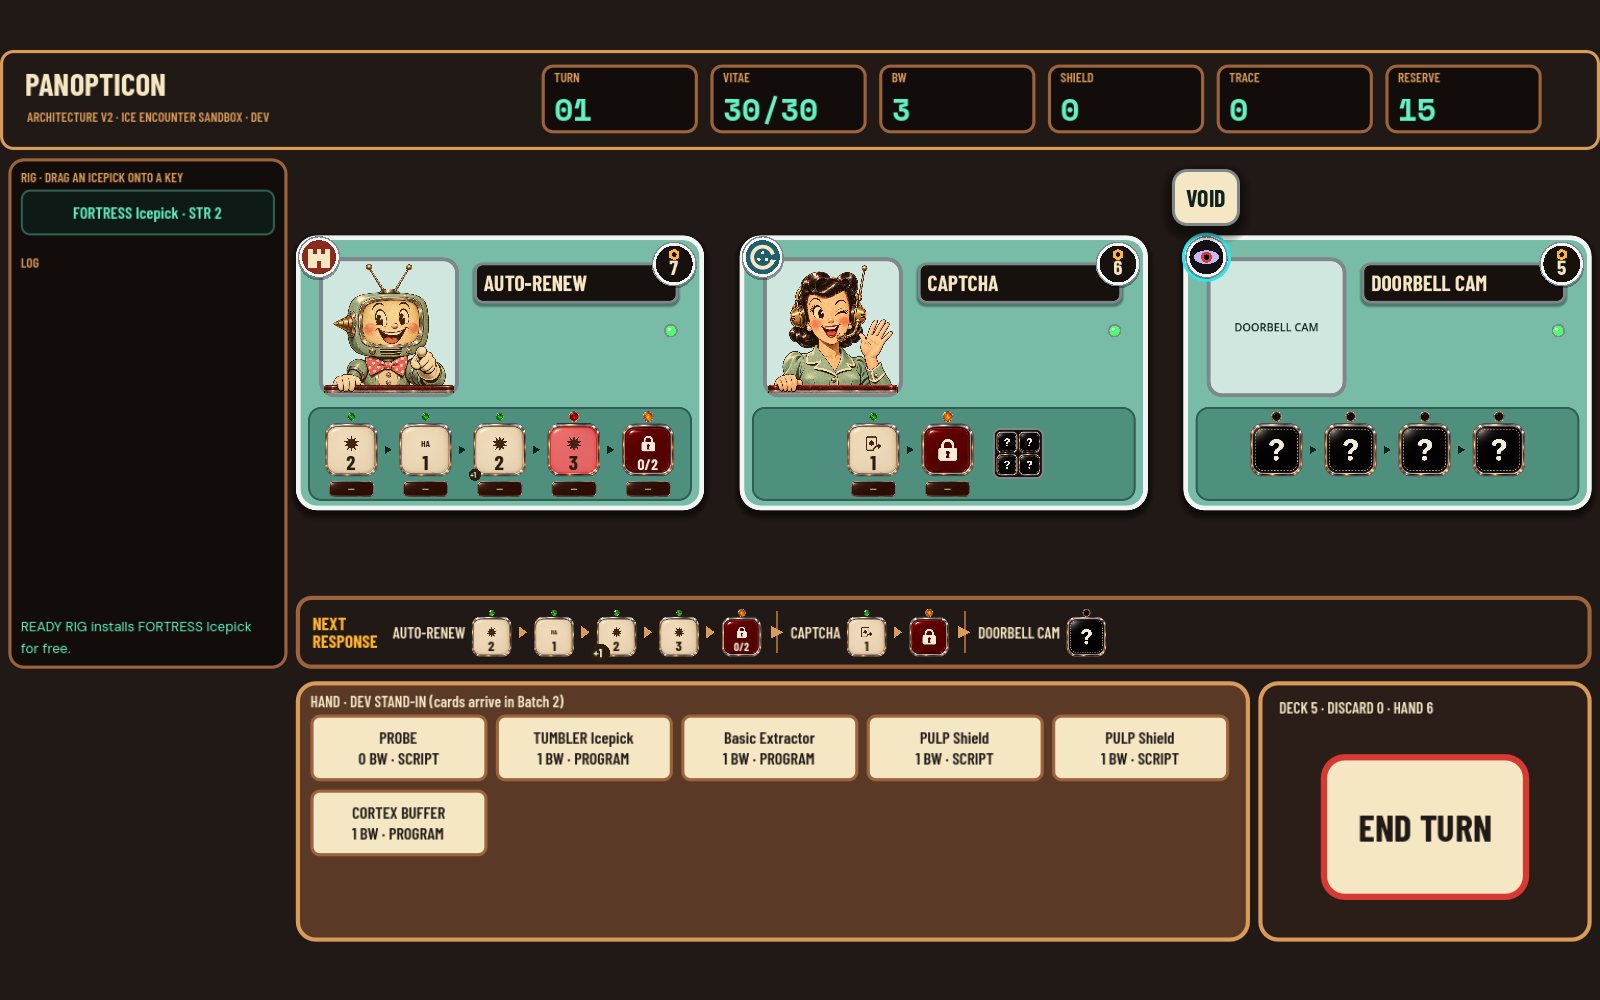 PANOPTICON
ARCHITECTURE V2 · ICE ENCOUNTER SANDBOX · DEV
TURN
01
VITAE
30/30
BW
3
SHIELD
0
TRACE
0
RESERVE
15
RIG · DRAG AN ICEPICK ONTO A KEY
FORTRESS Icepick · STR 2
LOG
READY RIG installs FORTRESS Icepick
for free.
VOID
AUTO-RENEW
7
2
HA
1
+1
2
3
0/2
–
–
–
–
–
CAPTCHA
6
1
? ?
? ?
–
–
DOORBELL CAM
5
DOORBELL CAM
? ? ? ?
NEXT
RESPONSE
AUTO-RENEW
2
HA
1
+1
2
3
0/2
CAPTCHA
1
DOORBELL CAM
?
HAND · DEV STAND-IN (cards arrive in Batch 2)
PROBE
0 BW · SCRIPT
TUMBLER Icepick
1 BW · PROGRAM
Basic Extractor
1 BW · PROGRAM
PULP Shield
1 BW · SCRIPT
PULP Shield
1 BW · SCRIPT
CORTEX BUFFER
1 BW · PROGRAM
DECK 5 · DISCARD 0 · HAND 6
END TURN